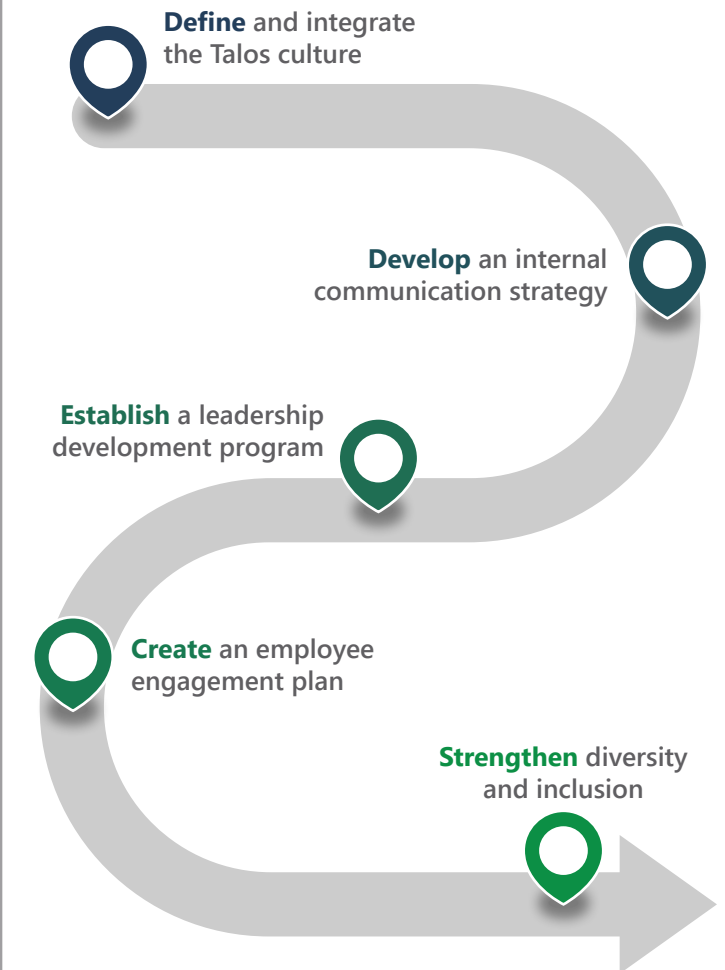 Define and integrate
the Talos culture
Develop an internal
communication strategy
Establish a leadership
development program
Create an employee
engagement plan
Strengthen diversity
and inclusion